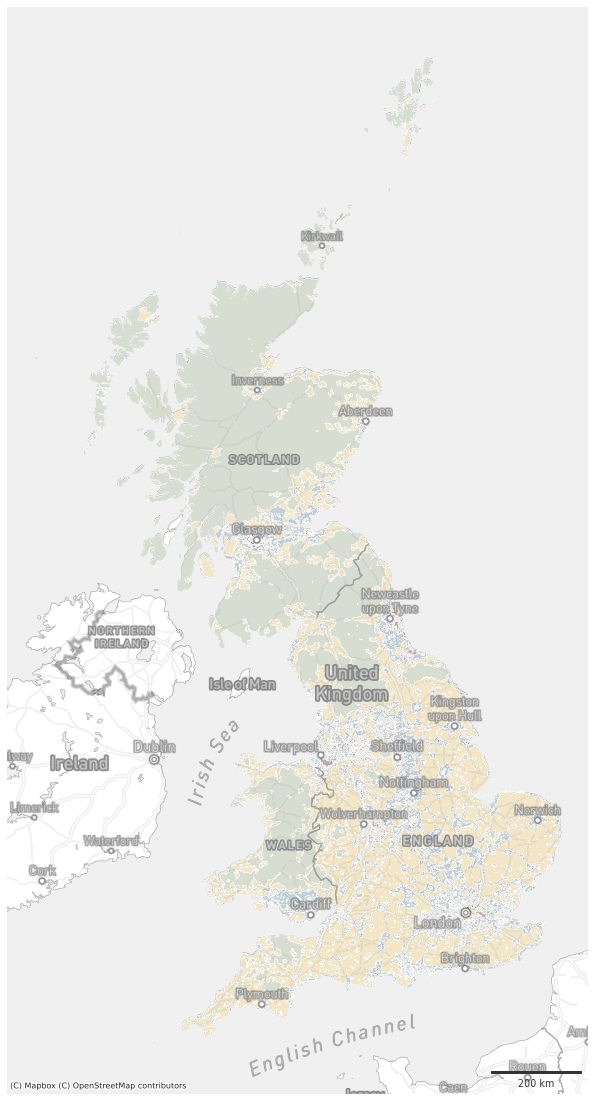 Kirkwall
Inverness
Aberdeen
SCOTLAND
Glasgow
Newcastle
upon Tyne
NORTHERN
IRELAND
Isle of Man
United
Kingdom
Kingston
upon Hull
Irish Sea
Dublin
Liverpool
Sheffield
lway
Ireland
Nottingham
Limerick
Wolverhampton
Norwich
Waterford
WALES
ENGLAND
Cork
Cardiff
London
Brighton
Plymouth
English Channel
Am
Rouen
Caen
Jersey
200 km
(C) Mapbox (C) OpenStreetMap contributors